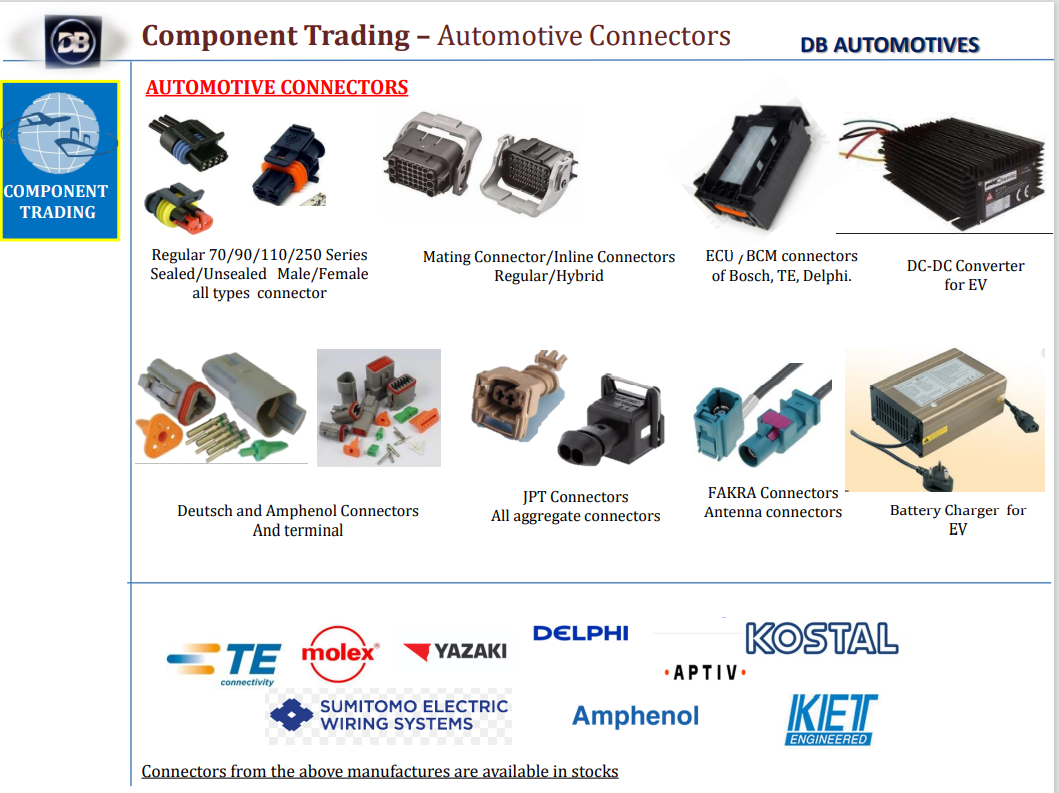 DB
Component Trading – Automotive Connectors
DB AUTOMOTIVES
COMPONENT
TRADING
AUTOMOTIVE CONNECTORS
Regular 70/90/110/250 Series
Sealed/Unsealed Male/Female
all types connector
Mating Connector/Inline Connectors
Regular/Hybrid
ECU / BCM connectors
of Bosch, TE, Delphi.
DC-DC Converter
for EV
Deutsch and Amphenol Connectors
And terminal
JPT Connectors
All aggregate connectors
FAKRA Connectors -
Antenna connectors
Battery Charger for
EV
TE
connectivity
molex®
YAZAKI
DELPHI
• APTIV •
KOSTAL
SUMITOMO ELECTRIC
WIRING SYSTEMS
Amphenol
KET
ENGINEERED
Connectors from the above manufactures are available in stocks